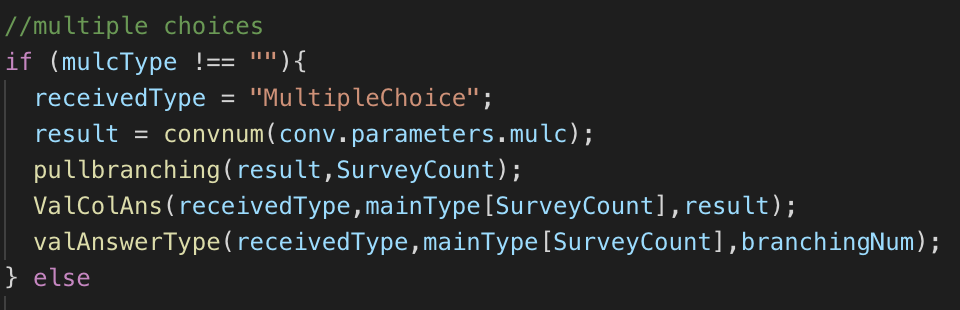 //multiple choices
if (mulcType !== ""){
receivedType = "MultipleChoice";
result = convnum(conv.parameters.mulc);
pullbranching(result,SurveyCount);
ValColAns(receivedType,mainType[SurveyCount],result);
valAnswerType(receivedType,mainType[SurveyCount],branchingNum);
} else